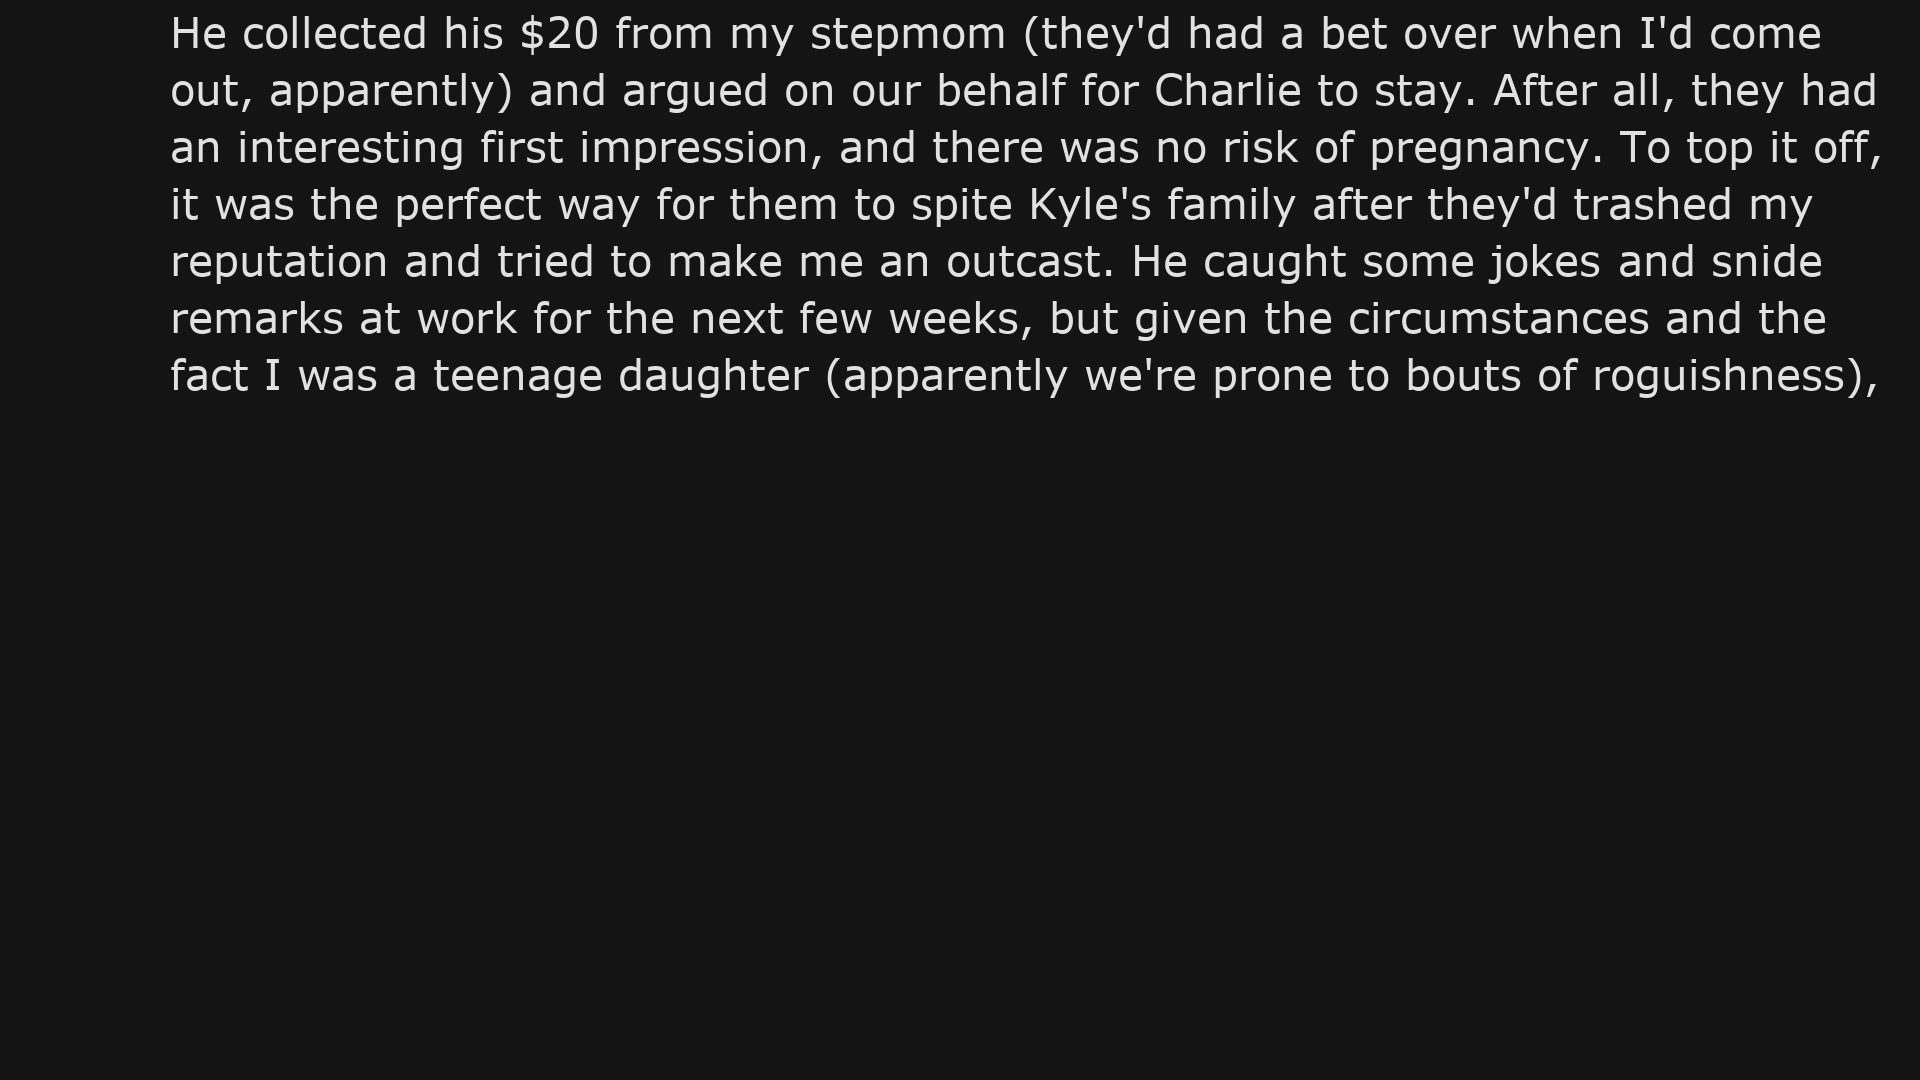 He collected his $20 from my stepmom (they'd had a bet over when I'd come
out, apparently) and argued on our behalf for Charlie to stay. After all, they had
an interesting first impression, and there was no risk of pregnancy. To top it off,
it was the perfect way for them to spite Kyle's family after they'd trashed my
reputation and tried to make me an outcast. He caught some jokes and snide
remarks at work for the next few weeks, but given the circumstances and the
fact I was a teenage daughter (apparently we're prone to bouts of roguishness),